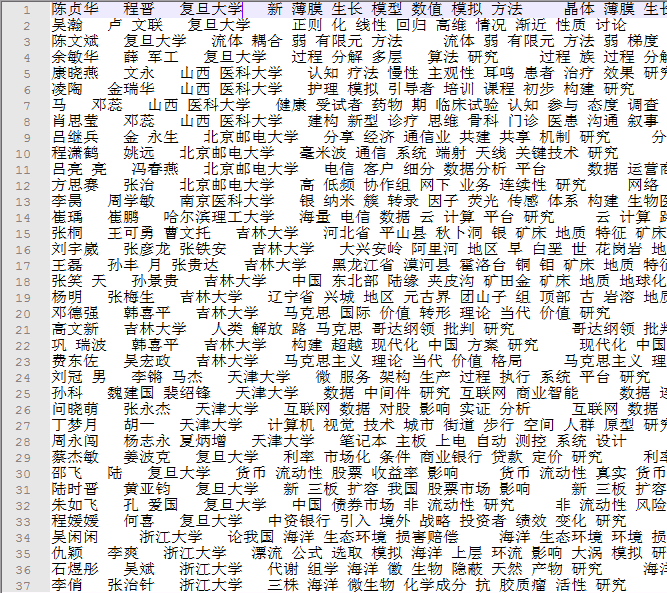 1 陈贞华 程晋 复旦大学 新 薄膜 生长 模型 数值 模拟 方法 晶体 薄膜 生长
2 吴瀚 卢 文联 复旦大学 正则 化 线性 回归 高维 情况 渐近 性质 讨论
3 陈文斌 复旦大学 流体 耦合 弱 有限元 方法 流体 弱 有限元 方法 弱 梯度
4 余敏华 薛 军工 复旦大学 过程 分解 多层 算法 研究 过程 族 过程 分解
5 康晓燕 文永 山西 医科大学 认知 疗法 慢性 主观性 耳鸣 患者 治疗 效果 研究
6 凌陶 金瑞华 山西 医科大学 护理 模拟 引导者 培训 课程 初步 构建 研究
7 马 邓蕊 山西 医科大学 健康 受试者 药物 期 临床试验 认知 参与 态度 调查
8 肖思莹 邓蕊 山西 医科大学 建构 新型 诊疗 思维 骨科 门诊 医患 沟通 叙事
9 吕继兵 金 永生 北京邮电大学 分享 经济 通信业 共建 共享 机制 研究 分
10 程潇鹤 姚远 北京邮电大学 毫米波 通信 系统 端射 天线 关键技术 研究
11 吕亮 亮 冯春燕 北京邮电大学 电信 客户 细分 数据分析 平台 数据 运营商
12 方思赛 张治 北京邮电大学 高 低频 协作组 网下 业务 连续性 研究 网络
13 李昺 周学敏 南京医科大学 银 纳米 簇 转录 因子 荧光 传感 体系 构建 生物医
14 崔瑀 崔鹏 哈尔滨理工大学 海量 电信 数据 云 计算 平台 研究 云 计算 路
15 张桐 王可勇 曹文托 吉林大学 河北省 平山县 秋卜洞 银 矿床 地质 特征 矿床
16 刘宇崴 张彦龙 张铁安 吉林大学 大兴安岭 阿里河 地区 早 白垩 世 花岗岩 地
17 王磊 孙丰 月 张贵达 吉林大学 黑龙江省 漠河县 霍洛台 铜 钼 矿床 地质 特征
18 张笑 天 孙景贵 吉林大学 中国 东北部 陆缘 夹皮沟 矿田金 矿床 地质 地球化
19 杨明 张梅生 吉林大学 辽宁省 兴城 地区 元古界 团山子 组 顶部 古 岩溶 地质
20 邓德强 韩喜平 吉林大学 马克思 国际 价值 转形 理论 当代 价值 研究
21 高文新 吉林大学 人类 解放 路 马克思 哥达纲领 批判 研究 哥达纲领 批判
22 巩 瑞波 韩喜平 吉林大学 构建 超越 现代化 中国 方案 研究 现代化 中国
23 费东佐 吴宏政 吉林大学 马克思主义 理论 当代 价值 格局 马克思主义 理
24 刘冠 男 李锵 马杰 天津大学 微 服务 架构 生产 过程 执行 系统 平台 研究
25 孙科 魏建国 裴绍锋 天津大学 数据 中间件 研究 互联网 商业智能 数据
26 问晓萌 张永杰 天津大学 互联网 数据 对股 影响 实证 分析 互联网 数据
27 丁梦月 胡一 天津大学 计算机 视觉 技术 城市 街道 步行 空间 人群 原型 研究
28 周永闯 杨志永 夏炳增 天津大学 笔记本 主板 上电 自动 测控 系统 设计
29 蔡杰敏 姜波克 复旦大学 利率 市场化 条件 商业银行 贷款 定价 研究 利率
30 邵飞 陆 复旦大学 货币 流动性 股票 收益率 影响 货币 流动性 真实 货币
31 陆时晋 黄亚钧 复旦大学 新 三板 扩容 我国 股票市场 影响 新 三板 扩容
32 朱如飞 孔 爱国 复旦大学 中国 债券市场 非 流动性 研究 非 流动性 风险
33 程媛媛 何喜 复旦大学 中资银行 引入 境外 战略 投资者 绩效 变化 研究
34 吴闲闲 浙江大学 论我国 海洋 生态环境 损害赔偿 海洋 生态环境 环境 损
35 仇颖 李爽 浙江大学 漂流 公式 选取 模拟 海洋 上层 环流 影响 大涡 模拟 研
36 石煜彤 吴斌 浙江大学 代谢 组学 海洋 微 生物 隐蔽 天然 产物 研究 海洋
37 李俏 张治针 浙江大学 三株 海洋 微生物 化学成分 抗 胶质瘤 活性 研究